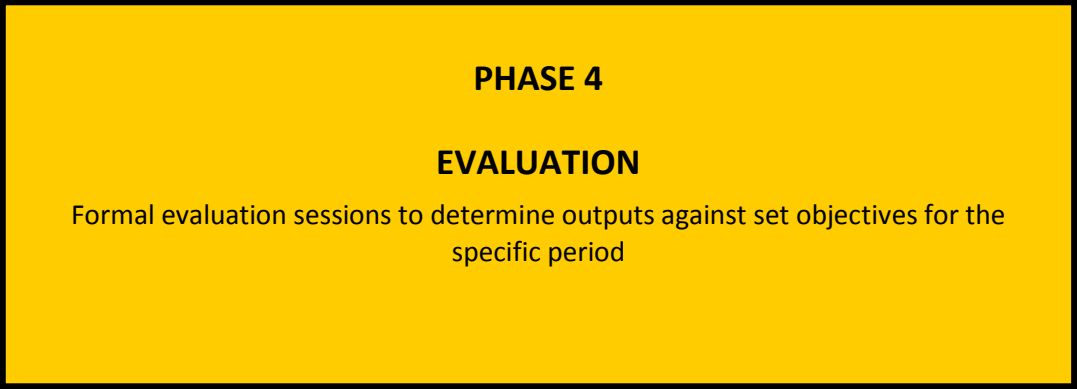 PHASE 4
EVALUATION
Formal evaluation sessions to determine outputs against set objectives for the
specific period